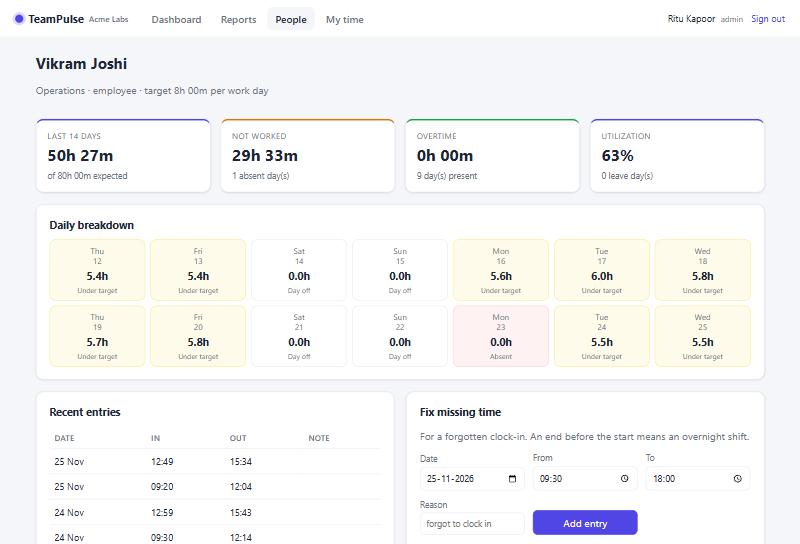 TeamPulse Acme Labs Dashboard Reports People My time Ritu Kapoor admin Sign out
Vikram Joshi
Operations · employee · target 8h 00m per work day
LAST 14 DAYS
50h 27m
of 80h 00m expected
NOT WORKED
29h 33m
1 absent day(s)
OVERTIME
0h 00m
9 day(s) present
UTILIZATION
63%
0 leave day(s)
Daily breakdown
Thu
12
5.4h
Under target
Fri
13
5.4h
Under target
Sat
14
0.0h
Day off
Sun
15
0.0h
Day off
Mon
16
5.6h
Under target
Tue
17
6.0h
Under target
Wed
18
5.8h
Under target
Thu
19
5.7h
Under target
Fri
20
5.8h
Under target
Sat
21
0.0h
Day off
Sun
22
0.0h
Day off
Mon
23
0.0h
Absent
Tue
24
5.5h
Under target
Wed
25
5.5h
Under target
Recent entries
DATE IN OUT NOTE
25 Nov 12:49 15:34
25 Nov 09:20 12:04
24 Nov 12:59 15:43
24 Nov 09:30 12:14
Fix missing time
For a forgotten clock-in. An end before the start means an overnight shift.
Date From To
25-11-2026 09:30 18:00
Reason
forgot to clock in Add entry